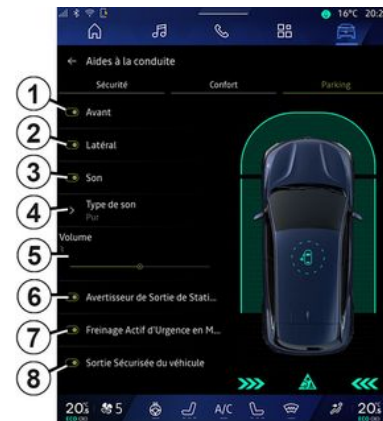 16°C 20:2
Aides à la conduite
Sécurité Confort Parking
1 Avant
2 Latéral
3 Son
4 Type de son
Pur
Volume
5
6 Avertisseur de Sortie de Stati...
7 Freinage Actif d'Urgence en M...
8 Sortie Sécurisée du véhicule
20 5 A/C 20
ECO